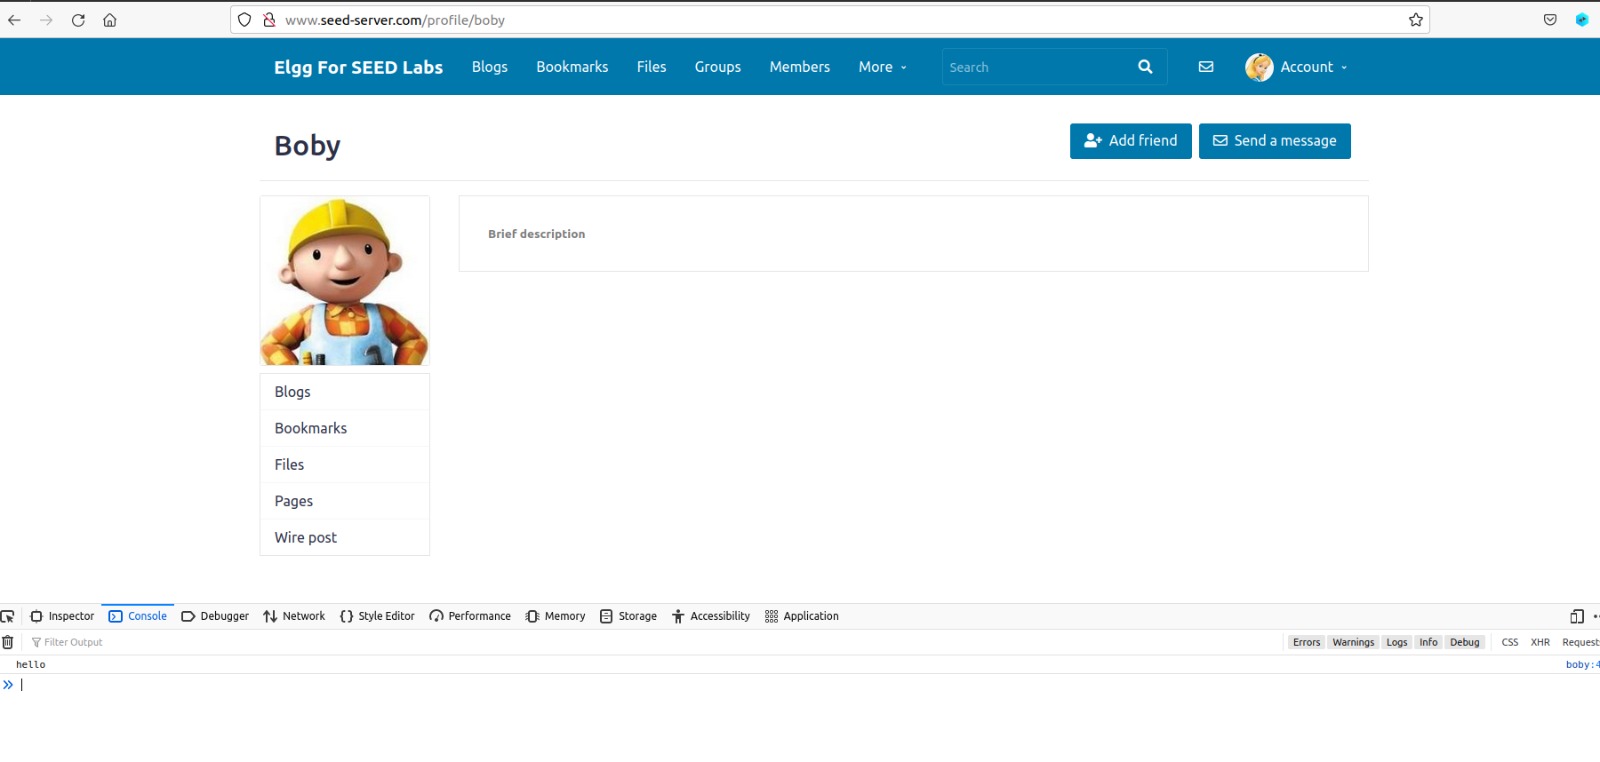 www.seed-server.com/profile/boby
Elgg For SEED Labs Blogs Bookmarks Files Groups Members More Search Account
Boby Add friend Send a message
Brief description
Blogs
Bookmarks
Files
Pages
Wire post
Inspector Console Debugger Network Style Editor Performance Memory Storage Accessibility Application
Filter Output Errors Warnings Logs Info Debug CSS XHR Requests
hello boby:4